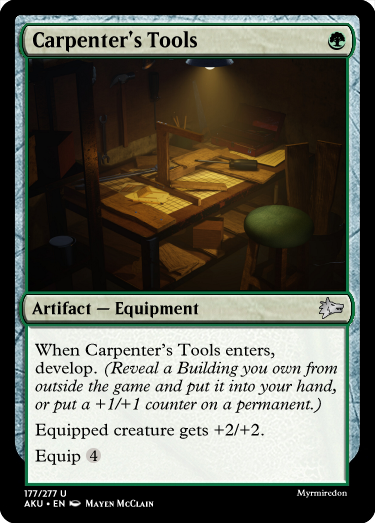 Carpenter's Tools
Artifact — Equipment
When Carpenter's Tools enters,
develop. (Reveal a Building you own from
outside the game and put it into your hand,
or put a +1/+1 counter on a permanent.)
Equipped creature gets +2/+2.
Equip 4
177/277 U
AKU • EN Mayen McClain
Myrmiredon